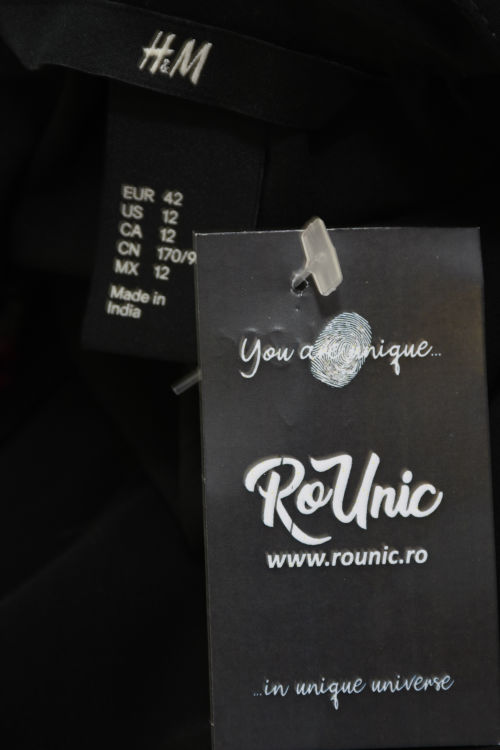 H&M
EUR 42
US 12
CA 12
CN 170/9
MX 12
Made in
India
You are unique...
RoUnic
www.rounic.ro
...in unique universe